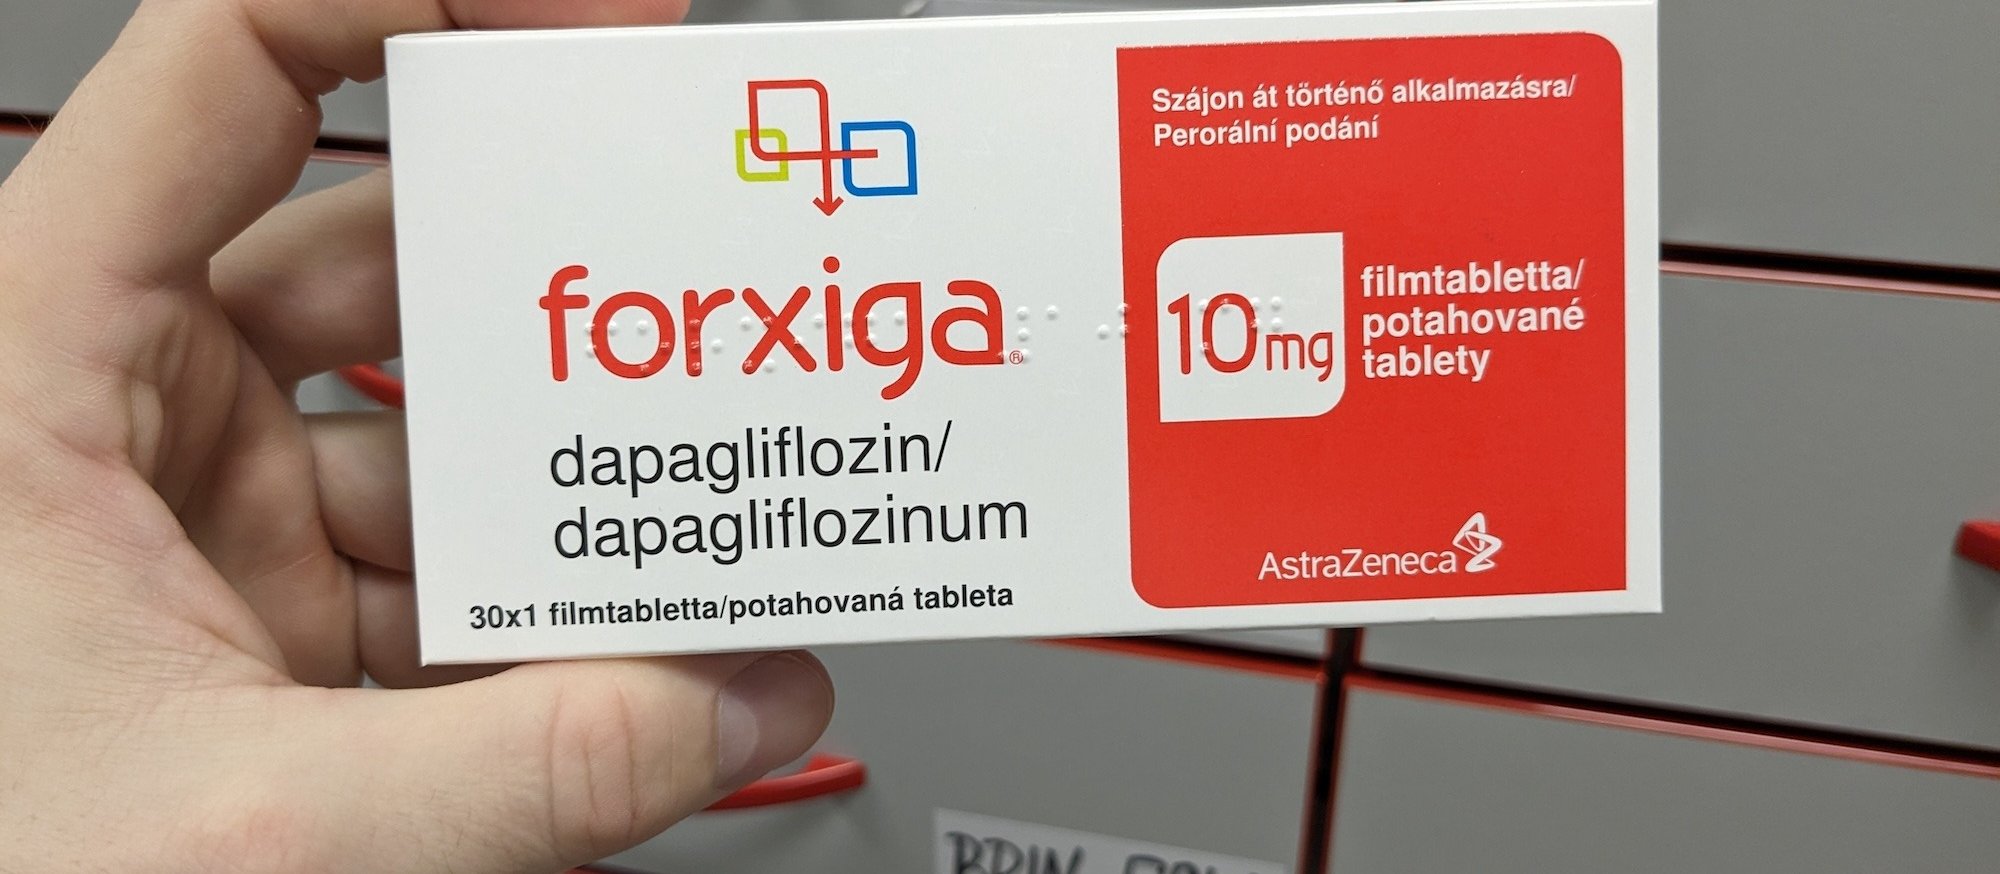 forxiga®
dapagliflozin/
dapagliflozinum
30x1 filmtabletta/potahovaná tableta
Szájon át történő alkalmazásra/
Perorální podání
10mg
filmtabletta/
potahované
tablety
AstraZeneca